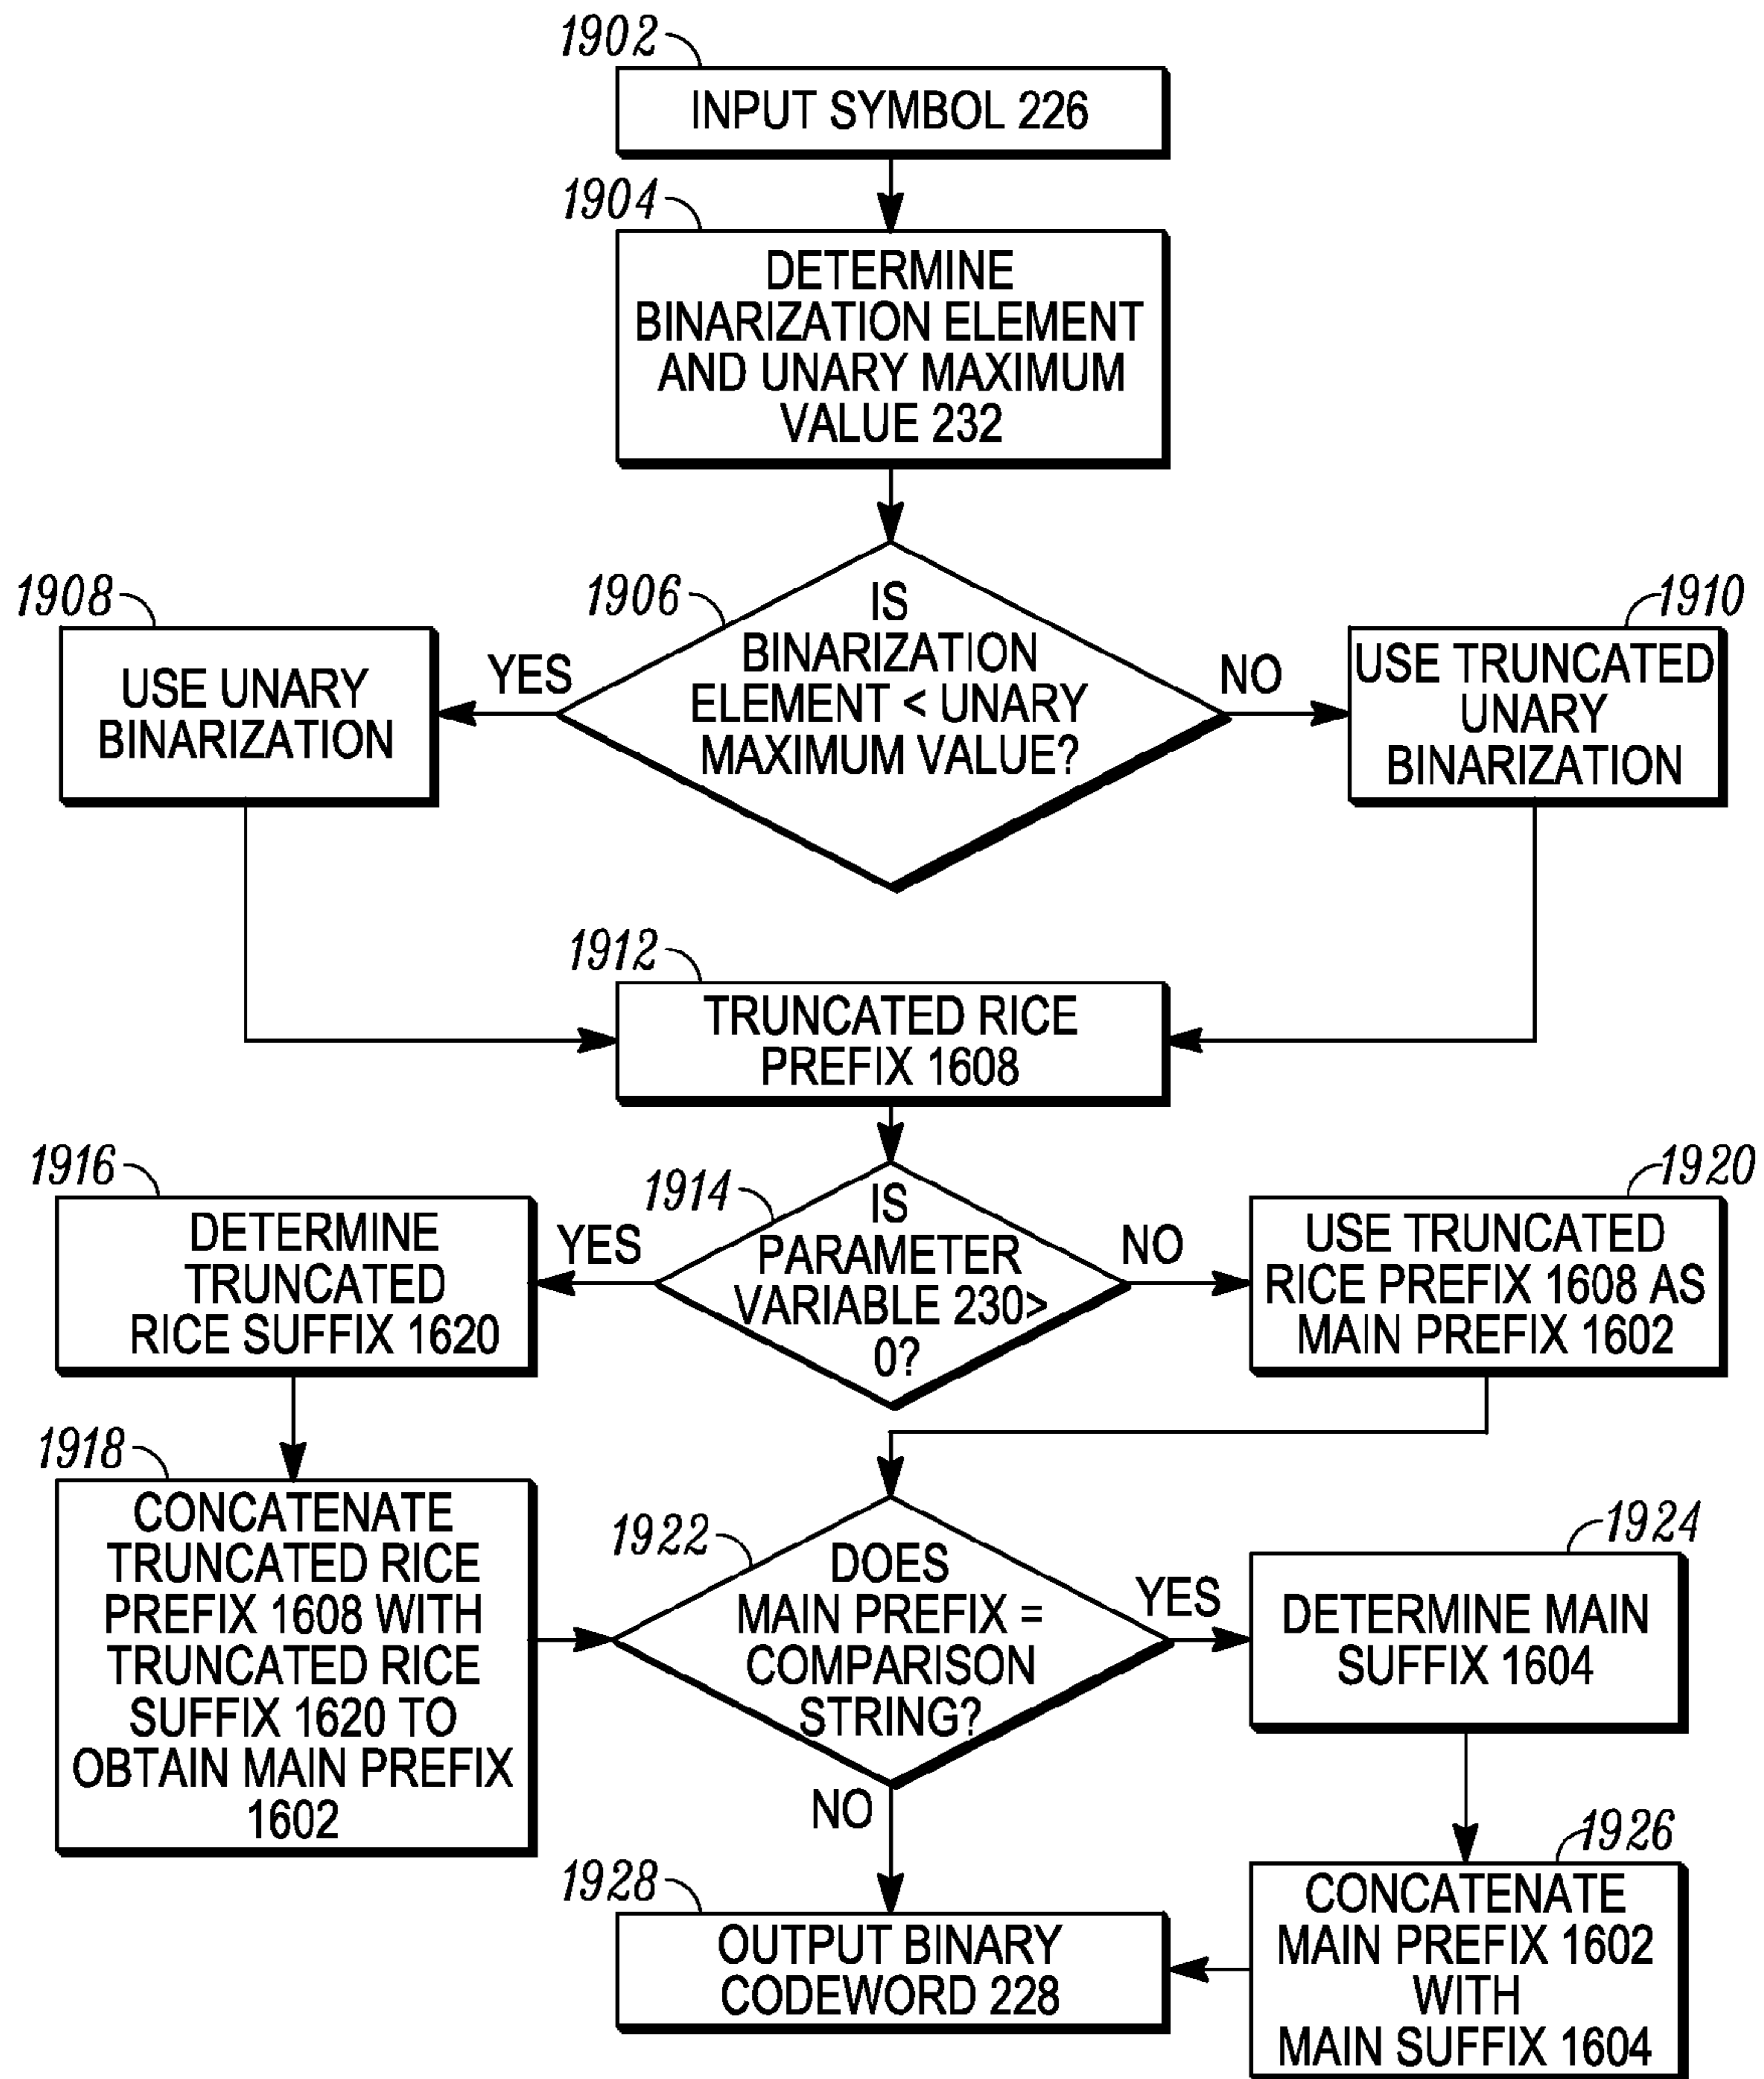 1902
INPUT SYMBOL 226
1904
DETERMINE
BINARIZATION ELEMENT
AND UNARY MAXIMUM
VALUE 232
1906
IS
BINARIZATION
ELEMENT < UNARY
MAXIMUM VALUE?
YES
NO
1908
USE UNARY
BINARIZATION
1910
USE TRUNCATED
UNARY
BINARIZATION
1912
TRUNCATED RICE
PREFIX 1608
1914
IS
PARAMETER
VARIABLE 230>
0?
YES
NO
1916
DETERMINE
TRUNCATED
RICE SUFFIX 1620
1920
USE TRUNCATED
RICE PREFIX 1608 AS
MAIN PREFIX 1602
1918
CONCATENATE
TRUNCATED RICE
PREFIX 1608 WITH
TRUNCATED RICE
SUFFIX 1620 TO
OBTAIN MAIN PREFIX
1602
1922
DOES
MAIN PREFIX =
COMPARISON
STRING?
YES
NO
1924
DETERMINE MAIN
SUFFIX 1604
1926
CONCATENATE
MAIN PREFIX 1602
WITH
MAIN SUFFIX 1604
1928
OUTPUT BINARY
CODEWORD 228